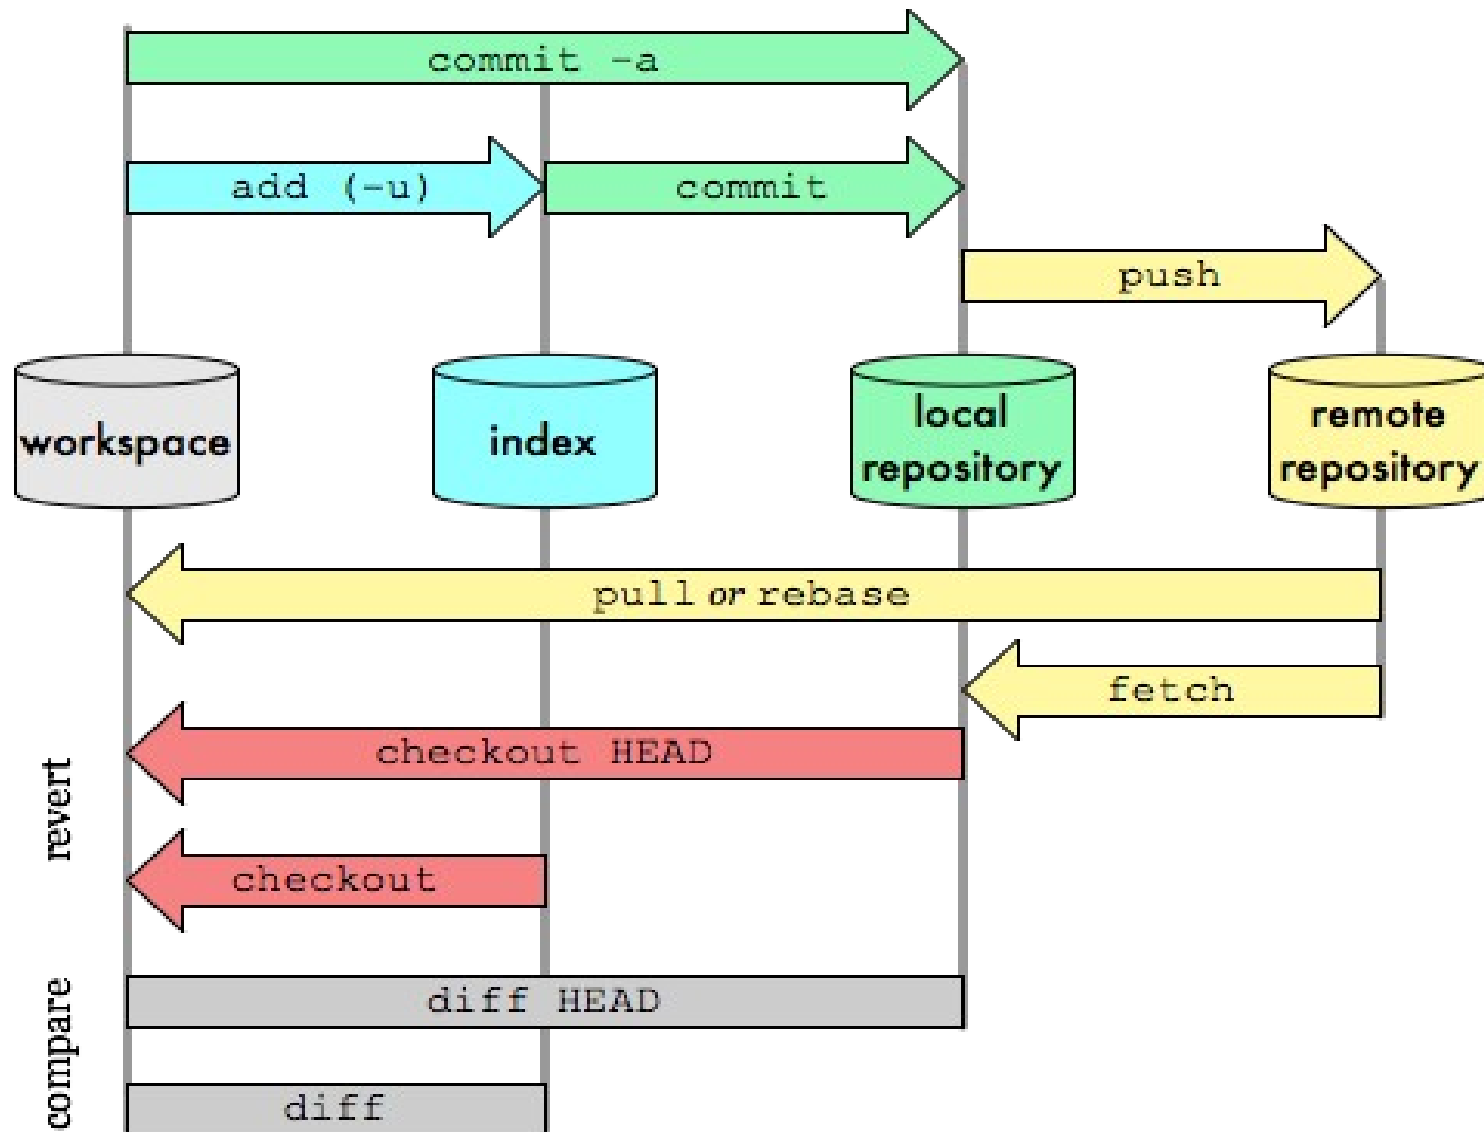 commit -a
add (-u)
commit
push
workspace
index
local
repository
remote
repository
pull or rebase
fetch
revert
checkout HEAD
checkout
compare
diff HEAD
diff